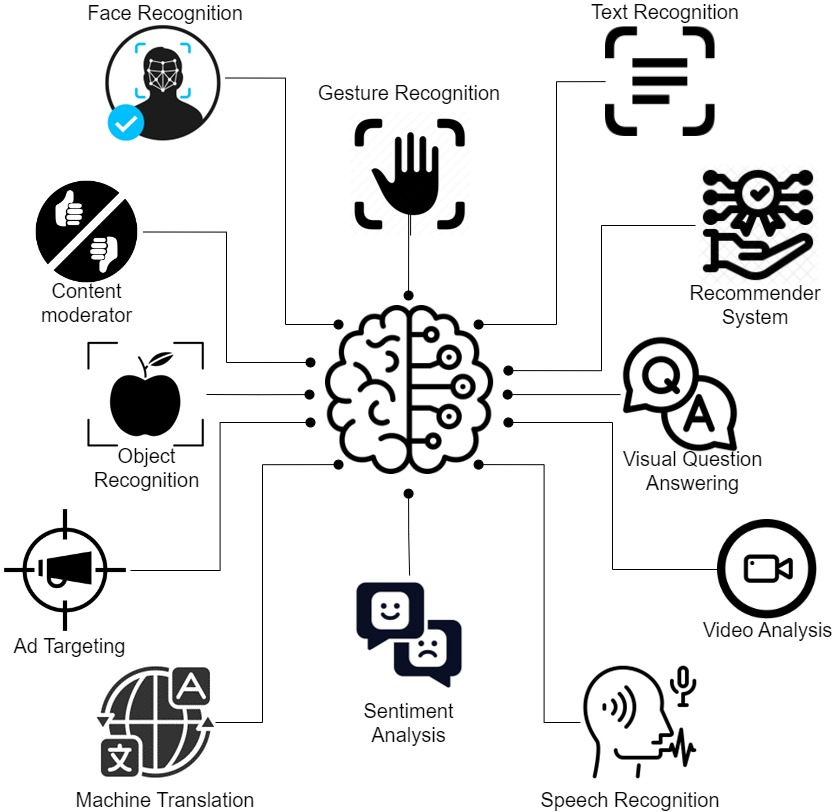 Face Recognition
Text Recognition
Gesture Recognition
Content
moderator
Recommender
System
Q
A
Object
Recognition
Visual Question
Answering
Ad Targeting
Video Analysis
A
文
Sentiment
Analysis
Machine Translation
Speech Recognition